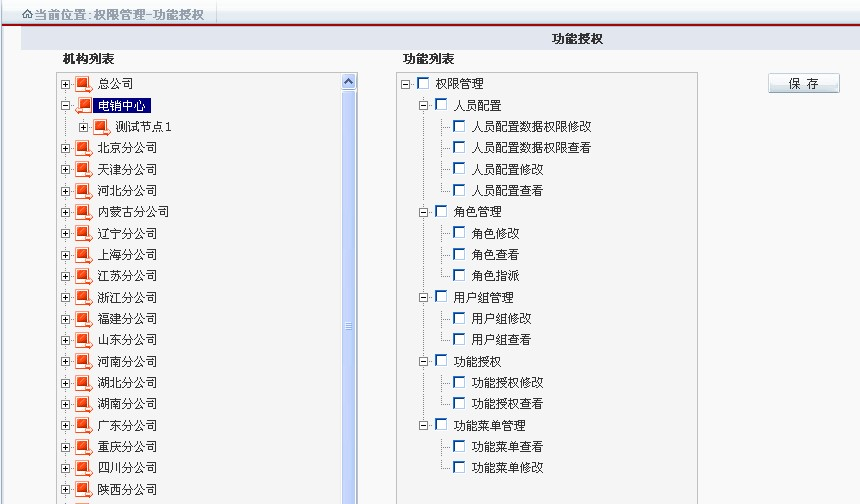 当前位置:权限管理-功能授权
功能授权
机构列表
总公司
电销中心
测试节点1
北京分公司
天津分公司
河北分公司
内蒙古分公司
辽宁分公司
上海分公司
江苏分公司
浙江分公司
福建分公司
山东分公司
河南分公司
湖北分公司
湖南分公司
广东分公司
重庆分公司
四川分公司
陕西分公司
功能列表
权限管理
人员配置
人员配置数据权限修改
人员配置数据权限查看
人员配置修改
人员配置查看
角色管理
角色修改
角色查看
角色指派
用户组管理
用户组修改
用户组查看
功能授权
功能授权修改
功能授权查看
功能菜单管理
功能菜单查看
功能菜单修改
保 存